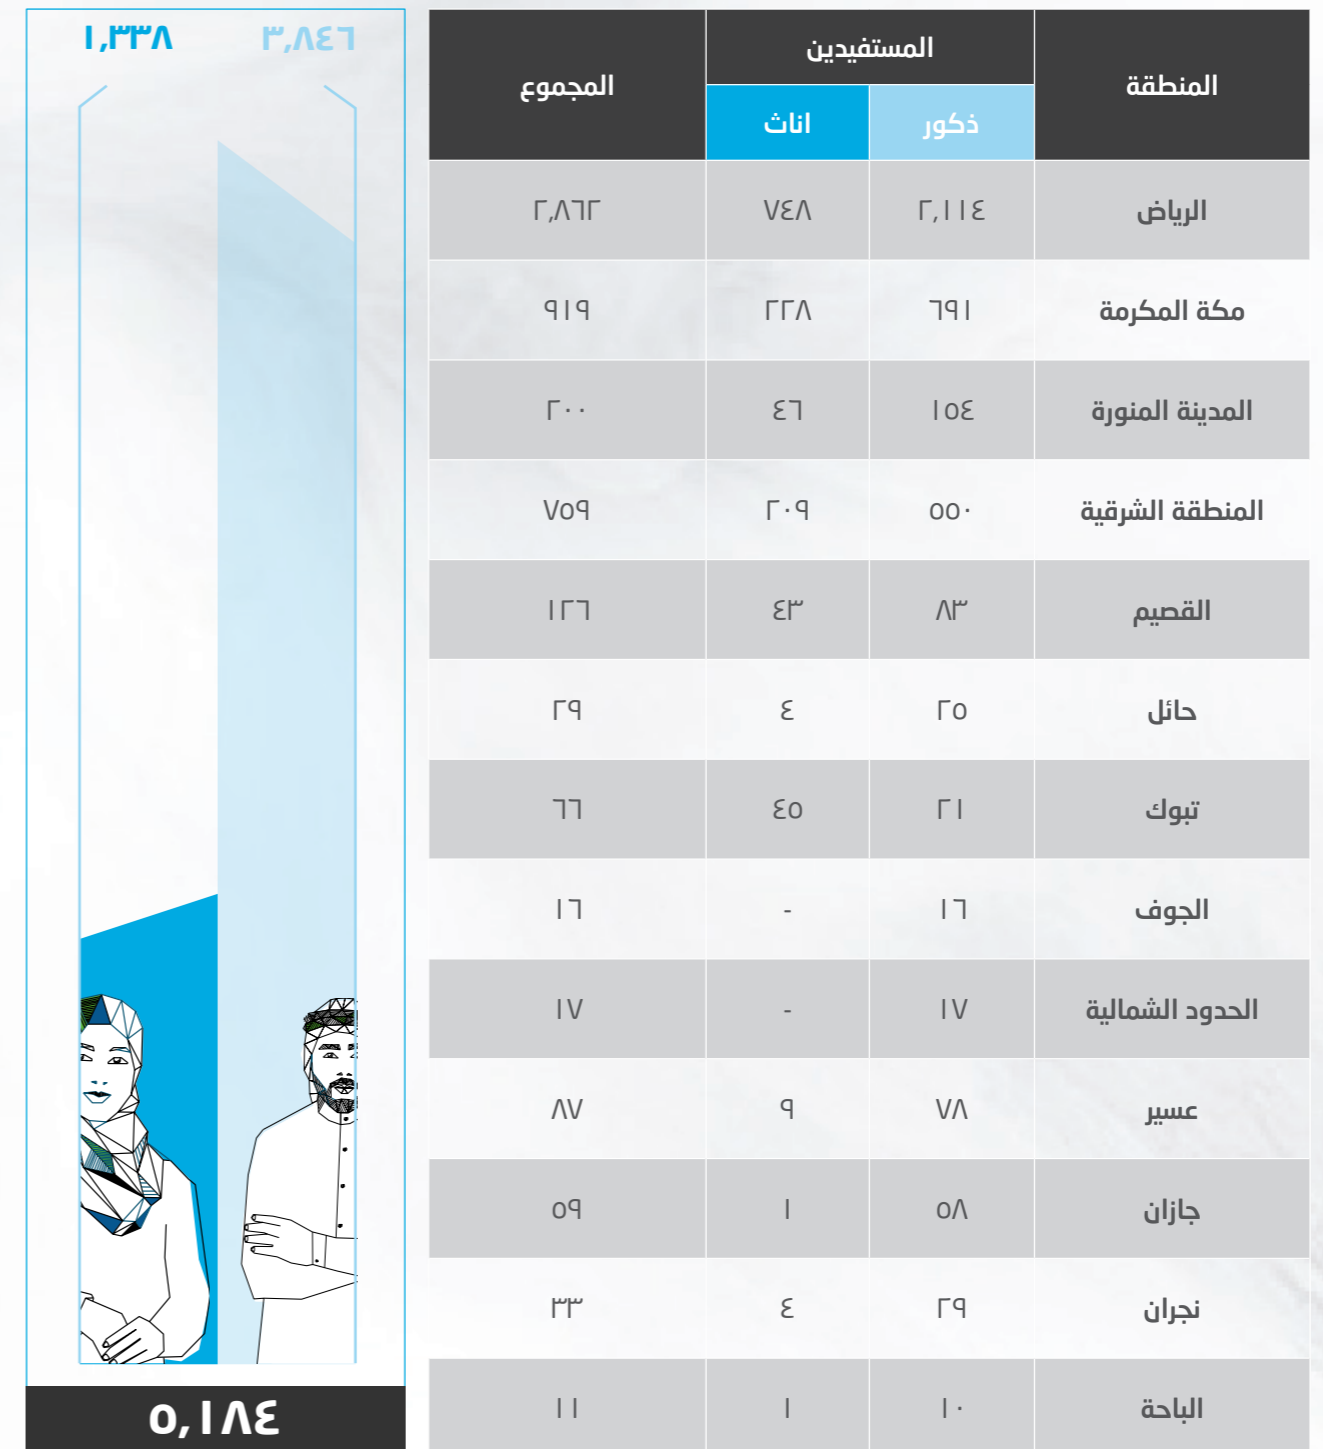 المنطقة المستفيدين المجموع
ذكور اناث
الرياض ٢,١١٤ ٧٤٨ ٢,٨٦٢
مكة المكرمة ٦٩١ ٢٢٨ ٩١٩
المدينة المنورة ١٥٤ ٤٦ ٢٠٠
المنطقة الشرقية ٥٥٠ ٢٠٩ ٧٥٩
القصيم ٨٣ ٤٣ ١٢٦
حائل ٢٥ ٤ ٢٩
تبوك ٢١ ٤٥ ٦٦
الجوف ١٦ - ١٦
الحدود الشمالية ١٧ - ١٧
عسير ٧٨ ٩ ٨٧
جازان ٥٨ ١ ٥٩
نجران ٢٩ ٤ ٣٣
الباحة ١٠ ١ ١١
٣,٨٤٦ ١,٣٣٨
٥,١٨٤